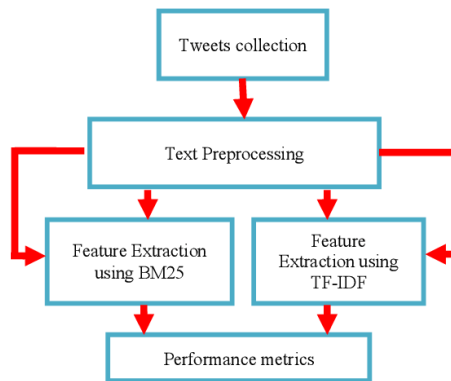 Tweets collection
Text Preprocessing
Feature Extraction
using BM25
Feature
Extraction using
TF-IDF
Performance metrics